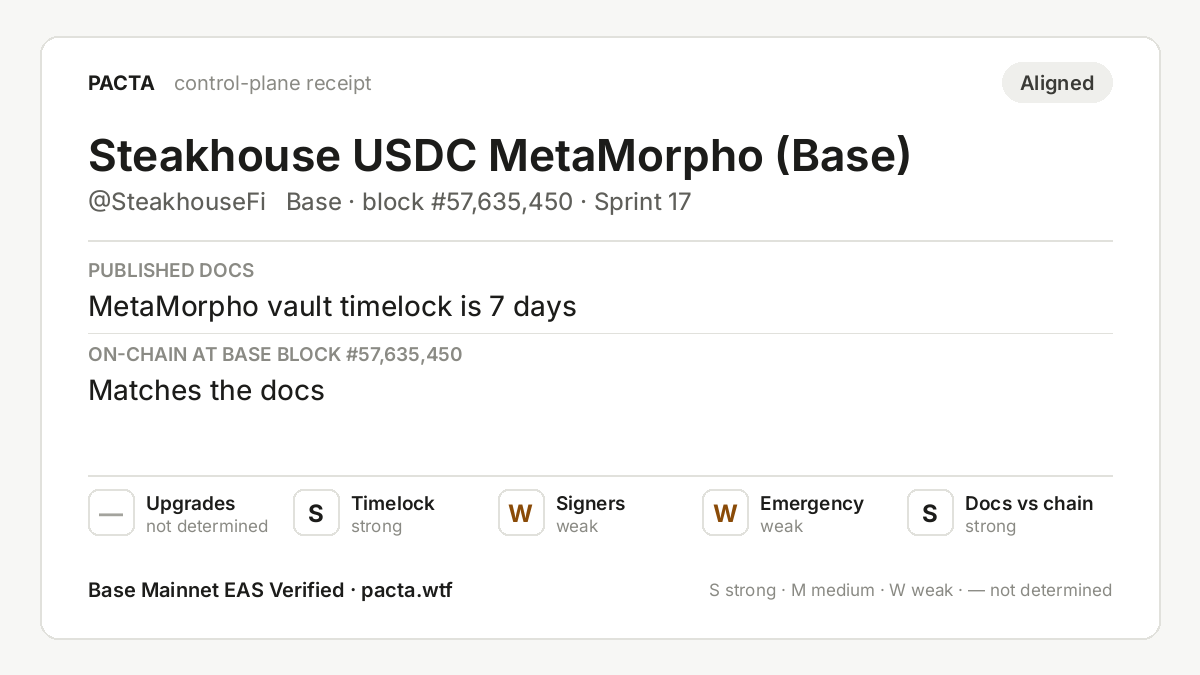 PACTA control-plane receipt Aligned
Steakhouse USDC MetaMorpho (Base)
@SteakhouseFi Base · block #57,635,450 · Sprint 17
PUBLISHED DOCS
MetaMorpho vault timelock is 7 days
ON-CHAIN AT BASE BLOCK #57,635,450
Matches the docs
— Upgrades
not determined
S Timelock
strong
W Signers
weak
W Emergency
weak
S Docs vs chain
strong
Base Mainnet EAS Verified · pacta.wtf
S strong · M medium · W weak · — not determined